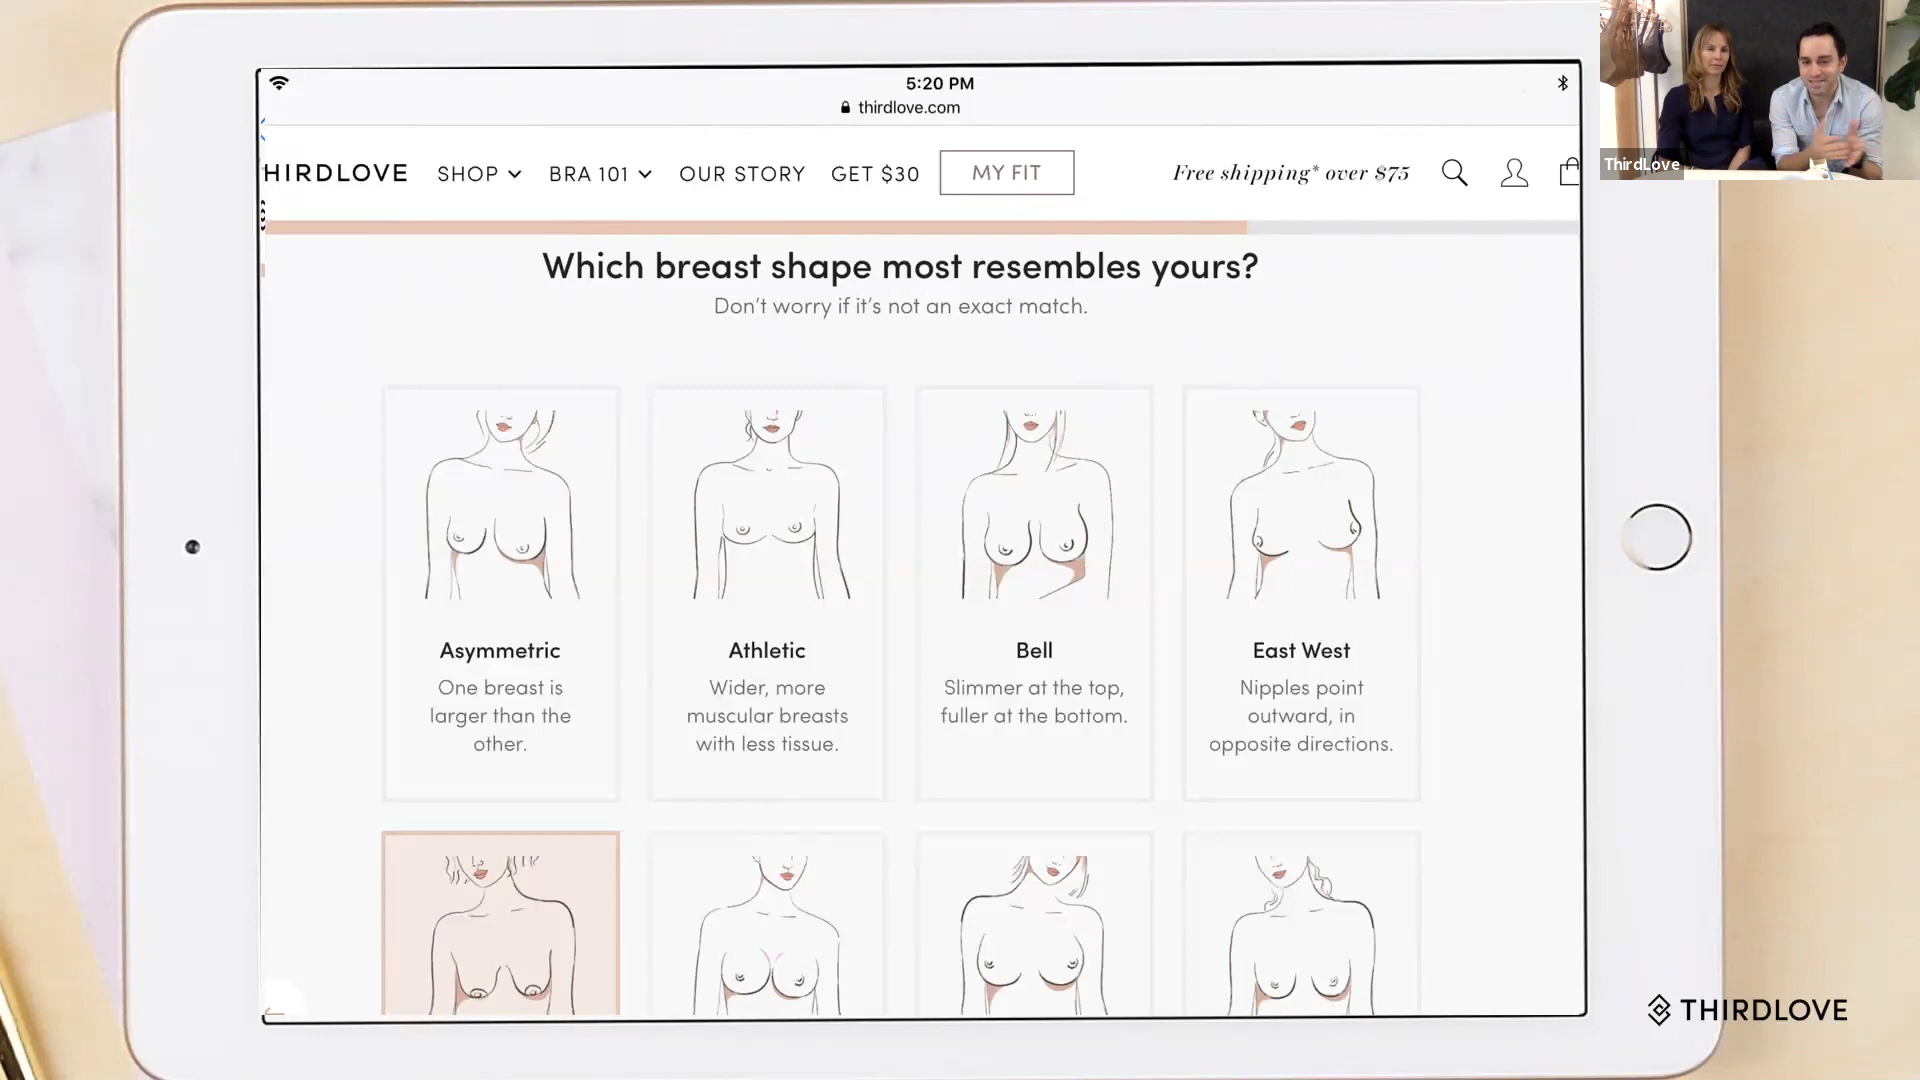 5:20 PM
thirdlove.com
HIRDLOVE SHOP BRA 101 OUR STORY GET $30 MY FIT Free shipping* over $75
ThirdLove
Which breast shape most resembles yours?
Don't worry if it's not an exact match.
Asymmetric
One breast is
larger than the
other.
Athletic
Wider, more
muscular breasts
with less tissue.
Bell
Slimmer at the top,
fuller at the bottom.
East West
Nipples point
outward, in
opposite directions.
THIRDLOVE